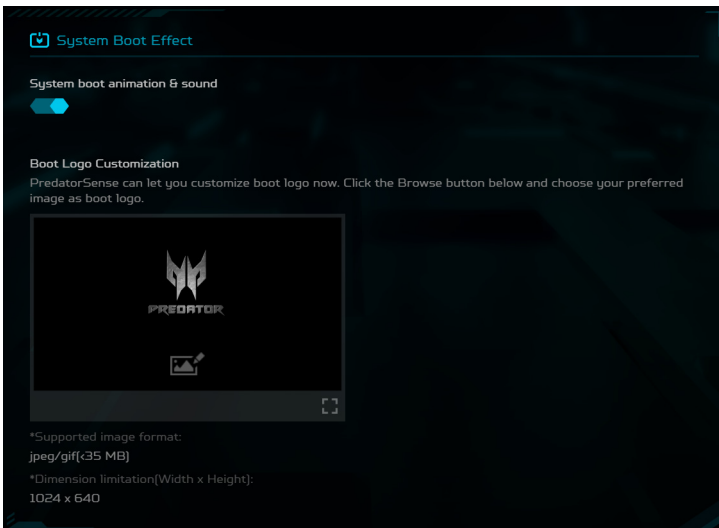 System Boot Effect
System boot animation & sound
Boot Logo Customization
PredatorSense can let you customize boot logo now. Click the Browse button below and choose your preferred
image as boot logo.
PREDATOR
*Supported image format:
jpeg/gif(<35 MB)
*Dimension limitation(Width x Height):
1024 x 640